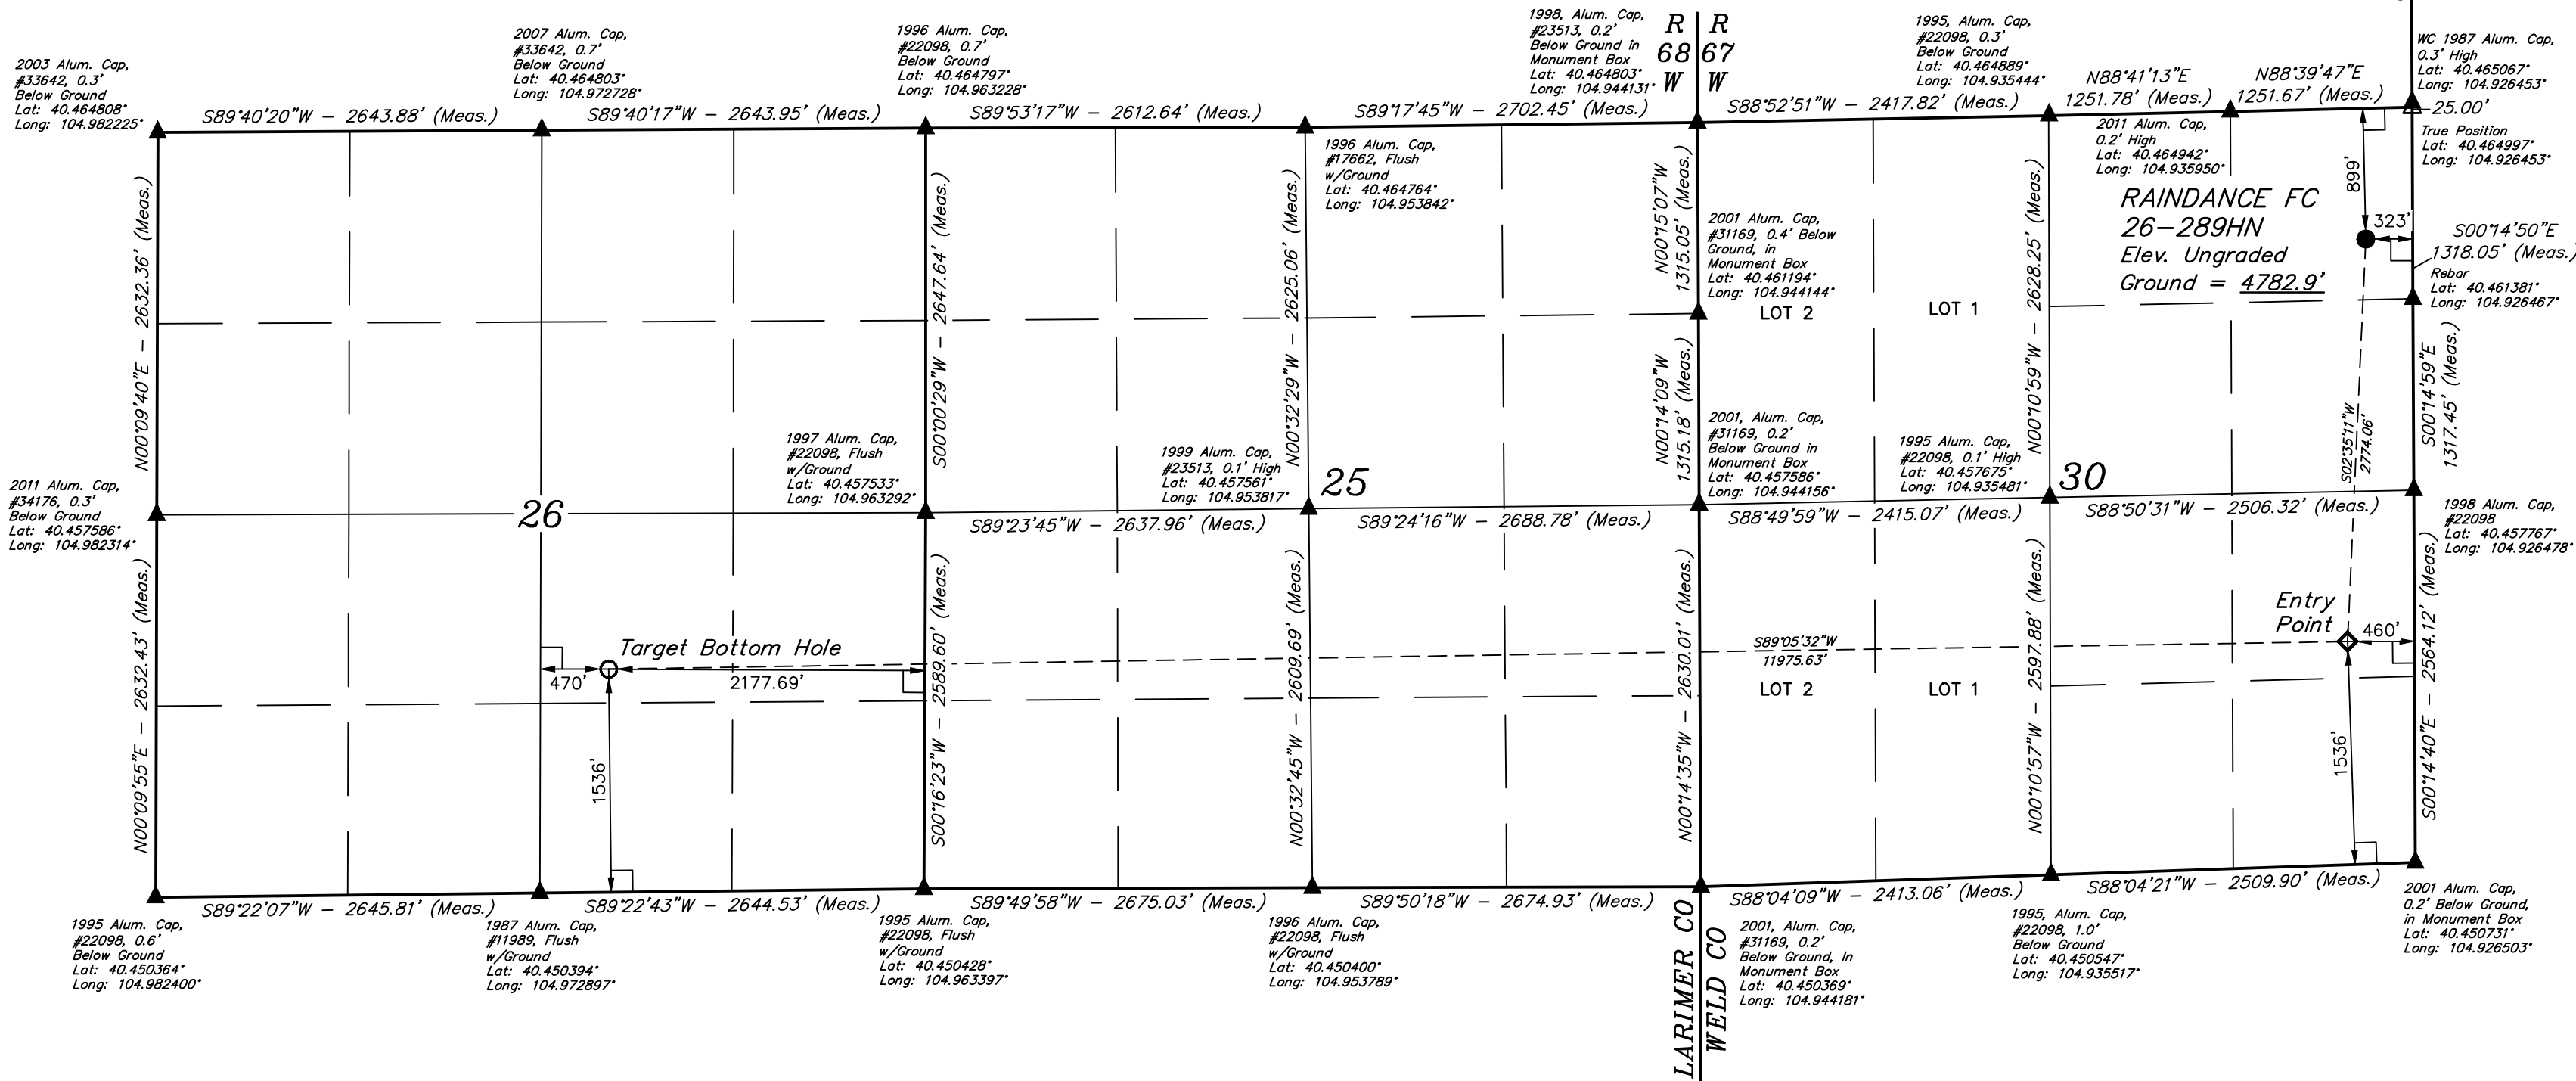 2003 Alum. Cap,
#33642, 0.3'
Below Ground
Lat: 40.464808°
Long: 104.982225°
2007 Alum. Cap,
#33642, 0.7'
Below Ground
Lat: 40.464803°
Long: 104.972728°
1996 Alum. Cap,
#22098, 0.7'
Below Ground
Lat: 40.464797°
Long: 104.963228°
1998, Alum. Cap,
#23513, 0.2'
Below Ground in
Monument Box
Lat: 40.464803°
Long: 104.944131°
R R
68 67
W W
1995, Alum. Cap,
#22098, 0.3'
Below Ground
Lat: 40.464889°
Long: 104.935444°
WC 1987 Alum. Cap,
0.3' High
Lat: 40.465067°
Long: 104.926453°
S89°40'20"W – 2643.88' (Meas.)
S89°40'17"W – 2643.95' (Meas.)
S89°53'17"W – 2612.64' (Meas.)
S89°17'45"W – 2702.45' (Meas.)
S88°52'51"W – 2417.82' (Meas.)
N88°41'13"E
1251.78' (Meas.)
N88°39'47"E
1251.67' (Meas.)
25.00'
True Position
Lat: 40.464997°
Long: 104.926453°
1996 Alum. Cap,
#17662, Flush
w/Ground
Lat: 40.464764°
Long: 104.953842°
2011 Alum. Cap,
0.2' High
Lat: 40.464942°
Long: 104.935950°
N00°09'40"E – 2632.36' (Meas.)
S00°00'29"W – 2647.64' (Meas.)
N00°32'29"W – 2625.06' (Meas.)
N00°15'07"W
1315.05' (Meas.)
N00°10'59"W – 2628.25' (Meas.)
899'
RAINDANCE FC
26–289HN
Elev. Ungraded
Ground = 4782.9'
323'
S00°14'50"E
1318.05' (Meas.)
Rebar
Lat: 40.461381°
Long: 104.926467°
2001 Alum. Cap,
#31169, 0.4' Below
Ground, in
Monument Box
Lat: 40.461194°
Long: 104.944144°
LOT 2
LOT 1
N00°14'09"W
1315.18' (Meas.)
S00°14'59"E
1317.45' (Meas.)
S02°35'11"W
2774.06'
2011 Alum. Cap,
#34176, 0.3'
Below Ground
Lat: 40.457586°
Long: 104.982314°
26
1997 Alum. Cap,
#22098, Flush
w/Ground
Lat: 40.457533°
Long: 104.963292°
1999 Alum. Cap,
#23513, 0.1' High
Lat: 40.457561°
Long: 104.953817°
25
2001, Alum. Cap,
#31169, 0.2'
Below Ground in
Monument Box
Lat: 40.457586°
Long: 104.944156°
1995 Alum. Cap,
#22098, 0.1' High
Lat: 40.457675°
Long: 104.935481°
30
1998 Alum. Cap,
#22098
Lat: 40.457767°
Long: 104.926478°
S89°23'45"W – 2637.96' (Meas.)
S89°24'16"W – 2688.78' (Meas.)
S88°49'59"W – 2415.07' (Meas.)
S88°50'31"W – 2506.32' (Meas.)
N00°09'55"E – 2632.43' (Meas.)
S00°16'23"W – 2589.60' (Meas.)
N00°32'45"W – 2609.69' (Meas.)
N00°14'35"W – 2630.01' (Meas.)
N00°10'57"W – 2597.88' (Meas.)
S00°14'40"E – 2564.12' (Meas.)
Target Bottom Hole
470'
2177.69'
1536'
S89°05'32"W
11975.63'
LOT 2
LOT 1
Entry
Point
460'
1536'
S89°22'07"W – 2645.81' (Meas.)
S89°22'43"W – 2644.53' (Meas.)
S89°49'58"W – 2675.03' (Meas.)
S89°50'18"W – 2674.93' (Meas.)
S88°04'09"W – 2413.06' (Meas.)
S88°04'21"W – 2509.90' (Meas.)
1995 Alum. Cap,
#22098, 0.6'
Below Ground
Lat: 40.450364°
Long: 104.982400°
1987 Alum. Cap,
#11989, Flush
w/Ground
Lat: 40.450394°
Long: 104.972897°
1995 Alum. Cap,
#22098, Flush
w/Ground
Lat: 40.450428°
Long: 104.963397°
1996 Alum. Cap,
#22098, Flush
w/Ground
Lat: 40.450400°
Long: 104.953789°
LARIMER CO
WELD CO
2001, Alum. Cap,
#31169, 0.2'
Below Ground, In
Monument Box
Lat: 40.450369°
Long: 104.944181°
1995, Alum. Cap,
#22098, 1.0'
Below Ground
Lat: 40.450547°
Long: 104.935517°
2001 Alum. Cap,
0.2' Below Ground,
in Monument Box
Lat: 40.450731°
Long: 104.926503°